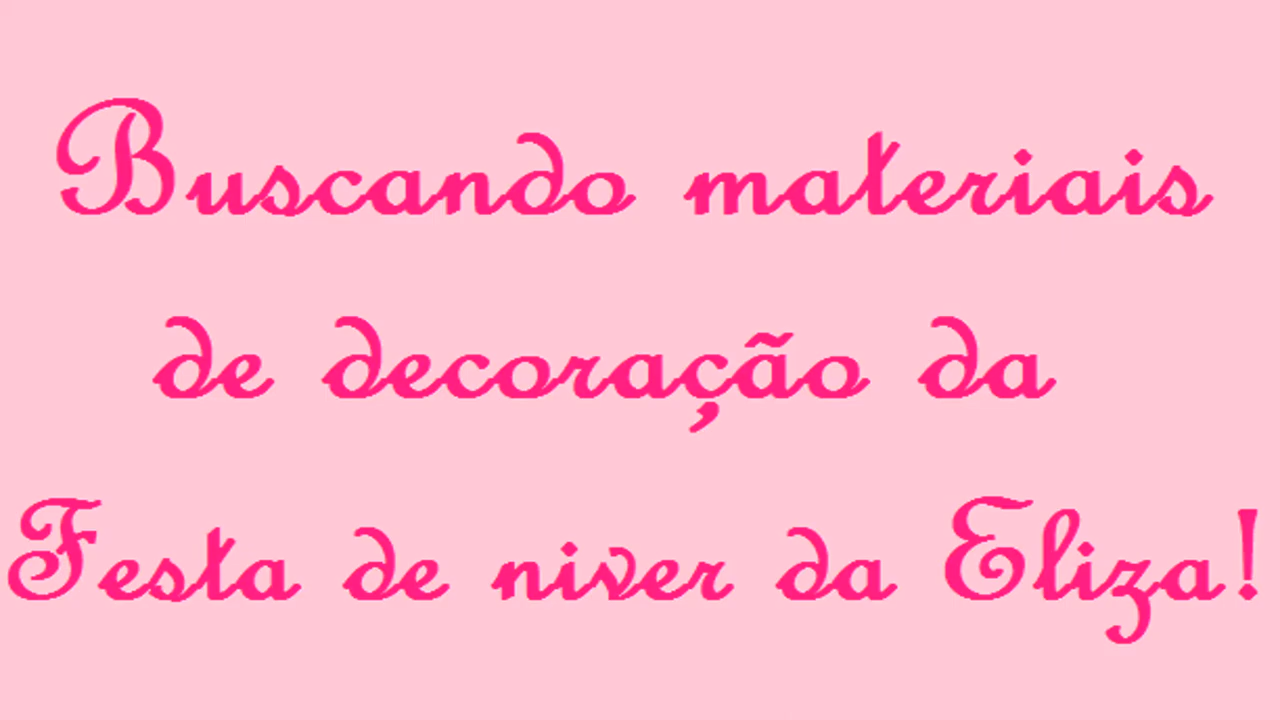 Buscando materiais
de decoração da
Festa de niver da Eliza!